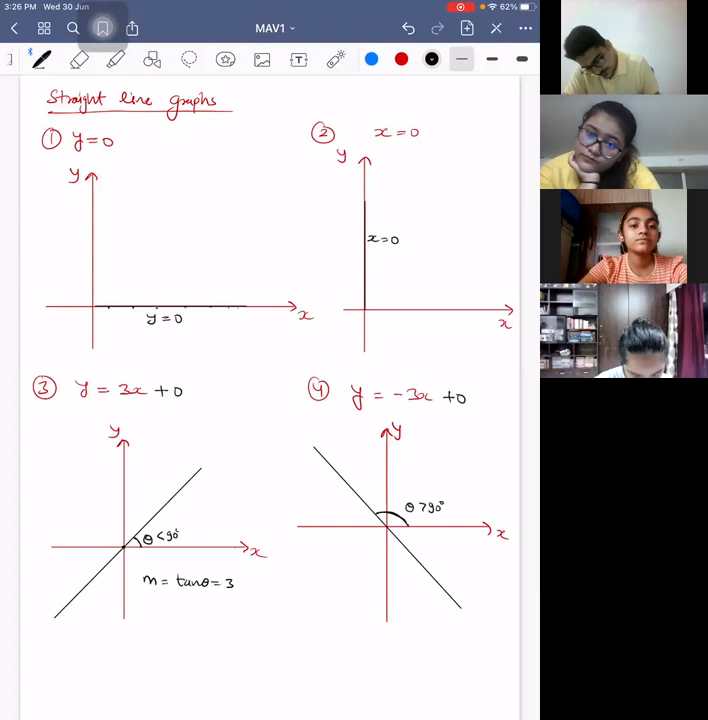 3:26 PM Wed 30 Jun
62%
MAV1
Straight line graphs
① y=0
y
y=0
x
② x=0
y
x=0
x
③ y = 3x +0
y
θ <90°
x
m = tanθ = 3
④ y = -3x +0
y
θ >90°
x